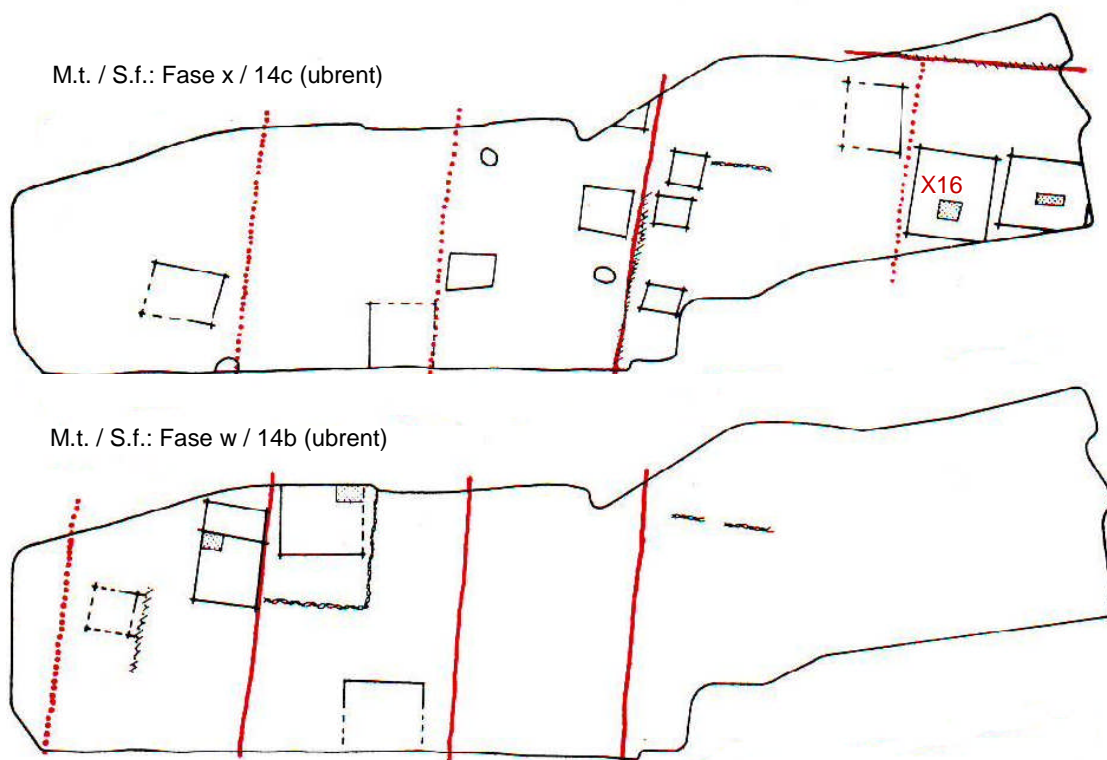 M.t. / S.f.: Fase x / 14c (ubrent)
X16
M.t. / S.f.: Fase w / 14b (ubrent)